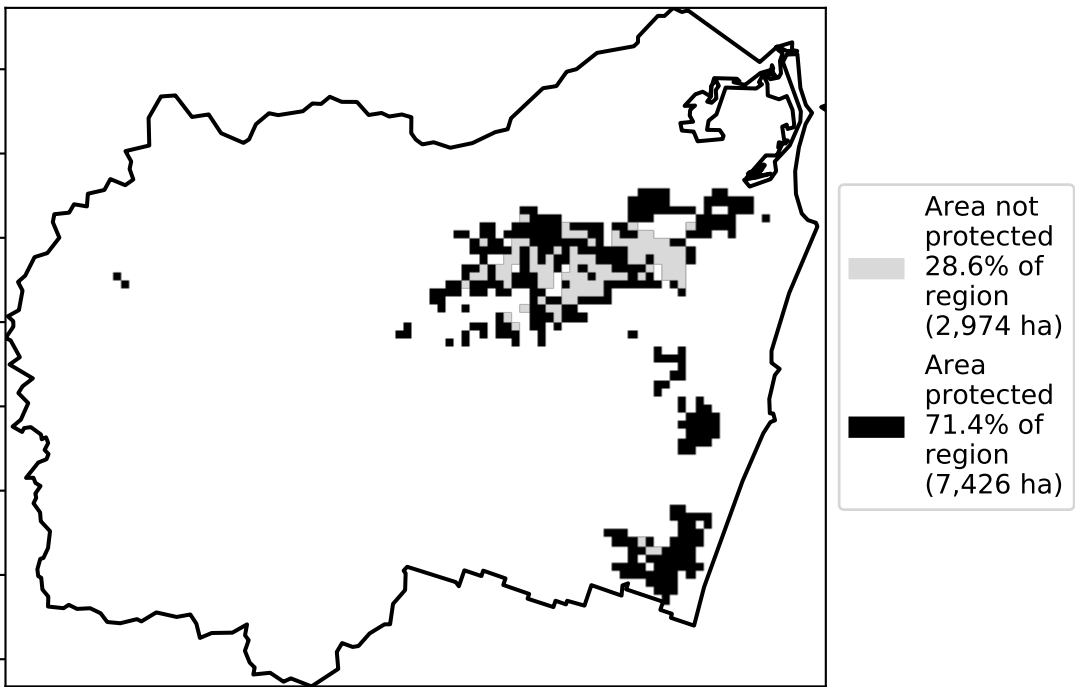 Area not
protected
28.6% of
region
(2,974 ha)
Area
protected
71.4% of
region
(7,426 ha)